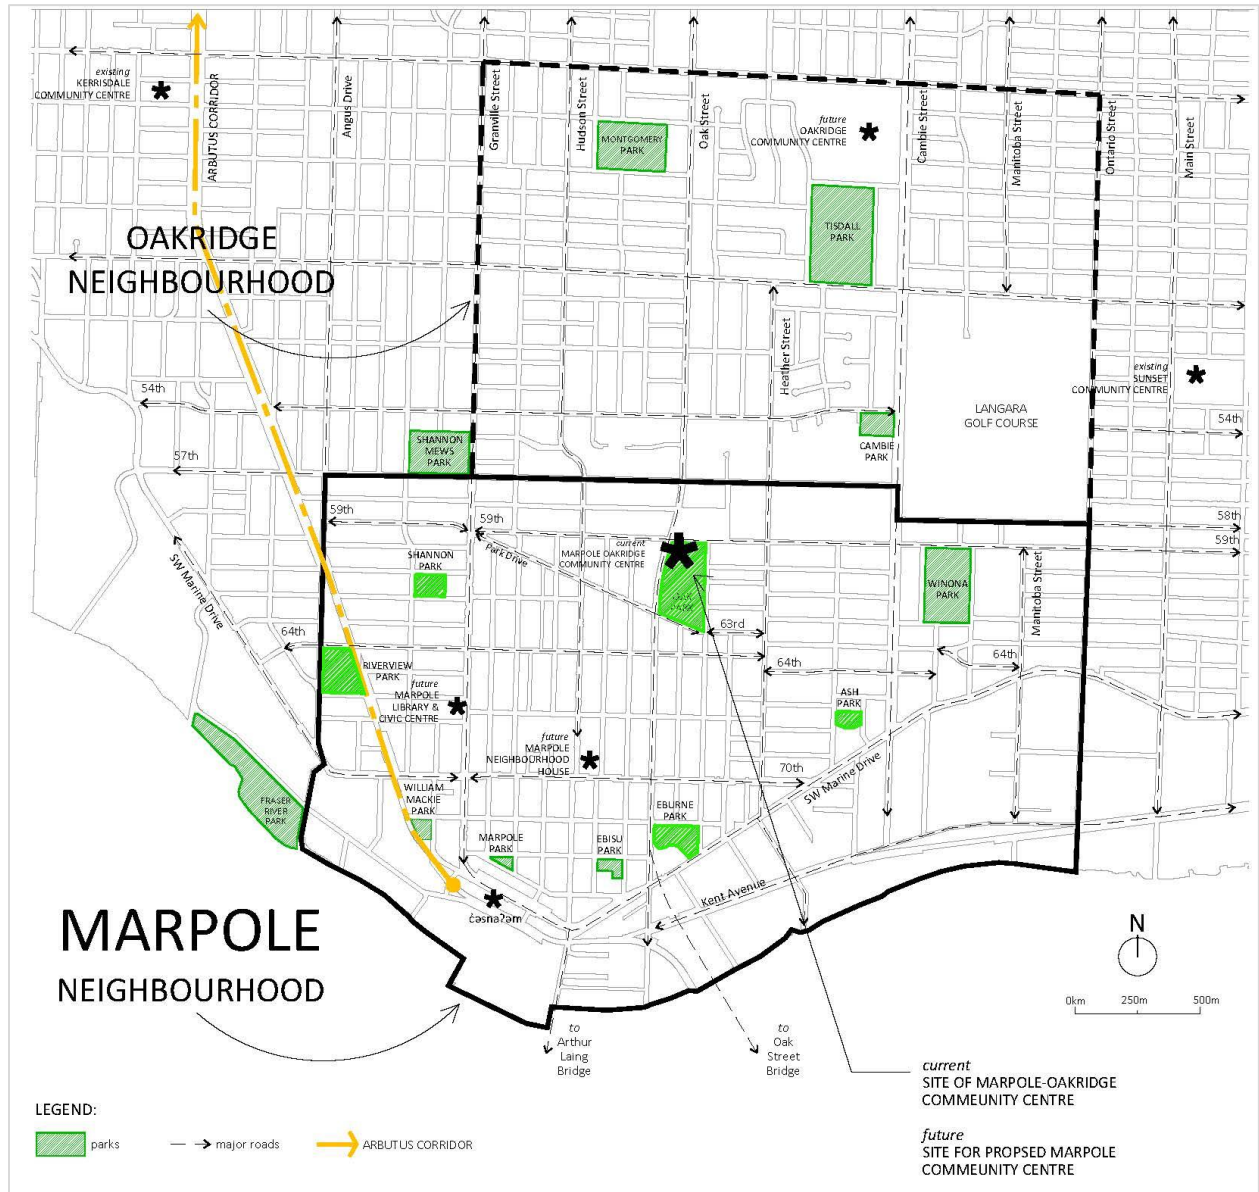 existing
KERRISDALE
COMMUNITY CENTRE
ARBUTUS CORRIDOR
Angus Drive
Granville Street
Hudson Street
MONTGOMERY
PARK
Oak Street
future
OAKRIDGE
COMMUNITY CENTRE
Cambie Street
Manitoba Street
Ontario Street
Main Street
TISDALL
PARK
OAKRIDGE
NEIGHBOURHOOD
Heather Street
existing
SUNSET
COMMUNITY CENTRE
LANGARA
GOLF COURSE
54th
54th
SHANNON
MEWS
PARK
CAMBIE
PARK
57th
59th
59th
58th
59th
Park Drive
current
MARPOLE OAKRIDGE
COMMUNITY CENTRE
OAK
PARK
SHANNON
PARK
WINONA
PARK
Manitoba Street
SW Marine Drive
63rd
64th
64th
64th
RIVERVIEW
PARK
future
MARPOLE
LIBRARY &
CIVIC CENTRE
ASH
PARK
future
MARPOLE
NEIGHBOURHOOD
HOUSE
70th
SW Marine Drive
WILLIAM
MACKIE
PARK
FRASER
RIVER
PARK
EBURNE
PARK
MARPOLE
PARK
EBISU
PARK
Kent Avenue
c̓əsnaʔəm
MARPOLE
NEIGHBOURHOOD
N
0km 250m 500m
to
Arthur
Laing
Bridge
to
Oak
Street
Bridge
current
SITE OF MARPOLE-OAKRIDGE
COMMEUNITY CENTRE
future
SITE FOR PROPSED MARPOLE
COMMEUNITY CENTRE
LEGEND:
parks
major roads
ARBUTUS CORRIDOR